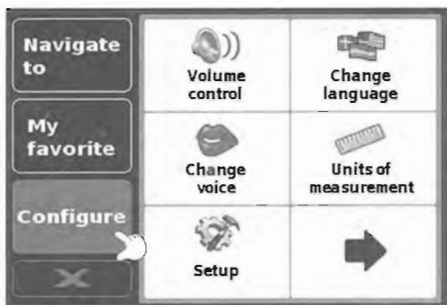 Navigate
to
My
favorite
Configure
Volume
control
Change
language
Change
voice
Units of
measurement
Setup